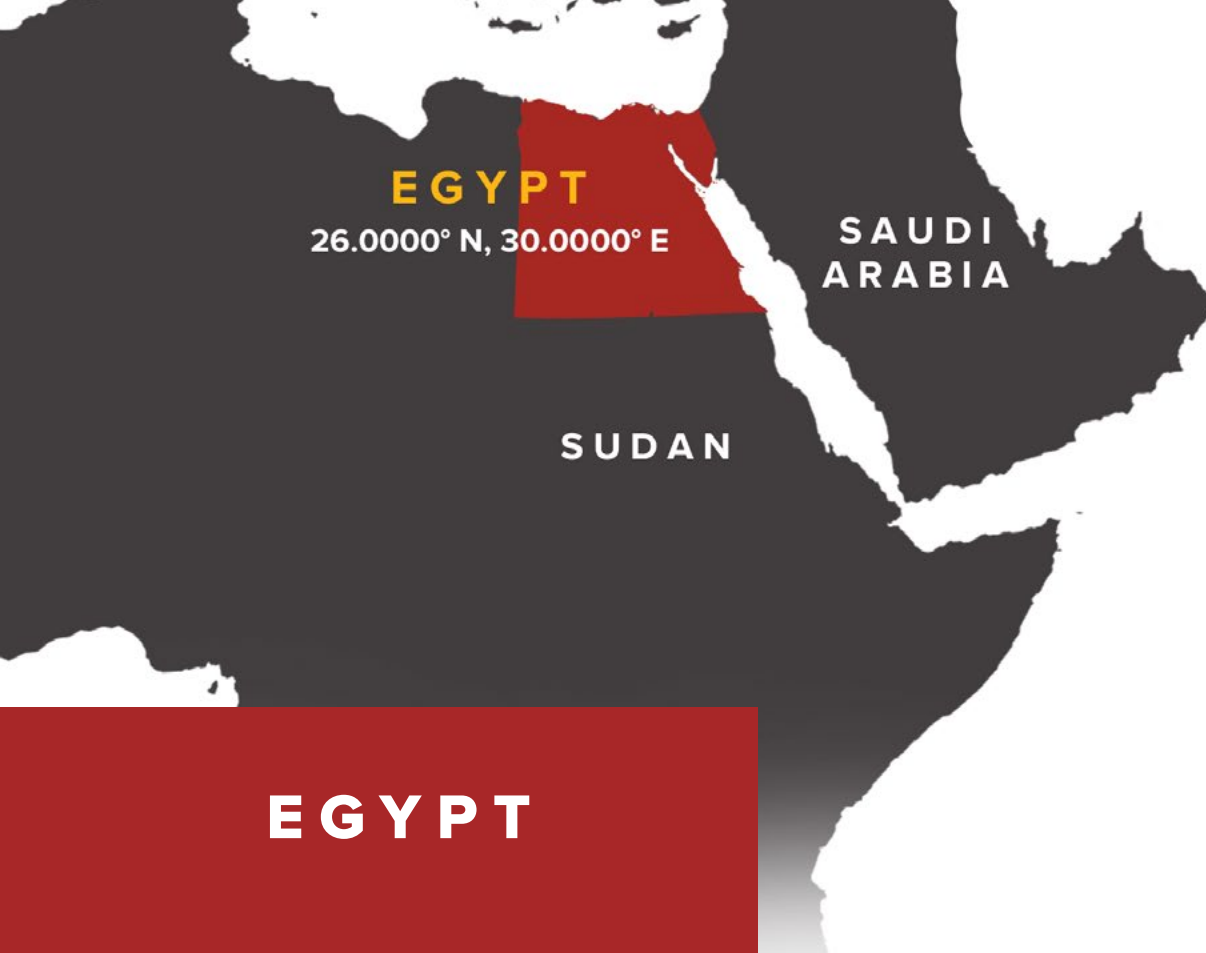 EGYPT
26.0000° N, 30.0000° E
SAUDI
ARABIA
SUDAN
EGYPT